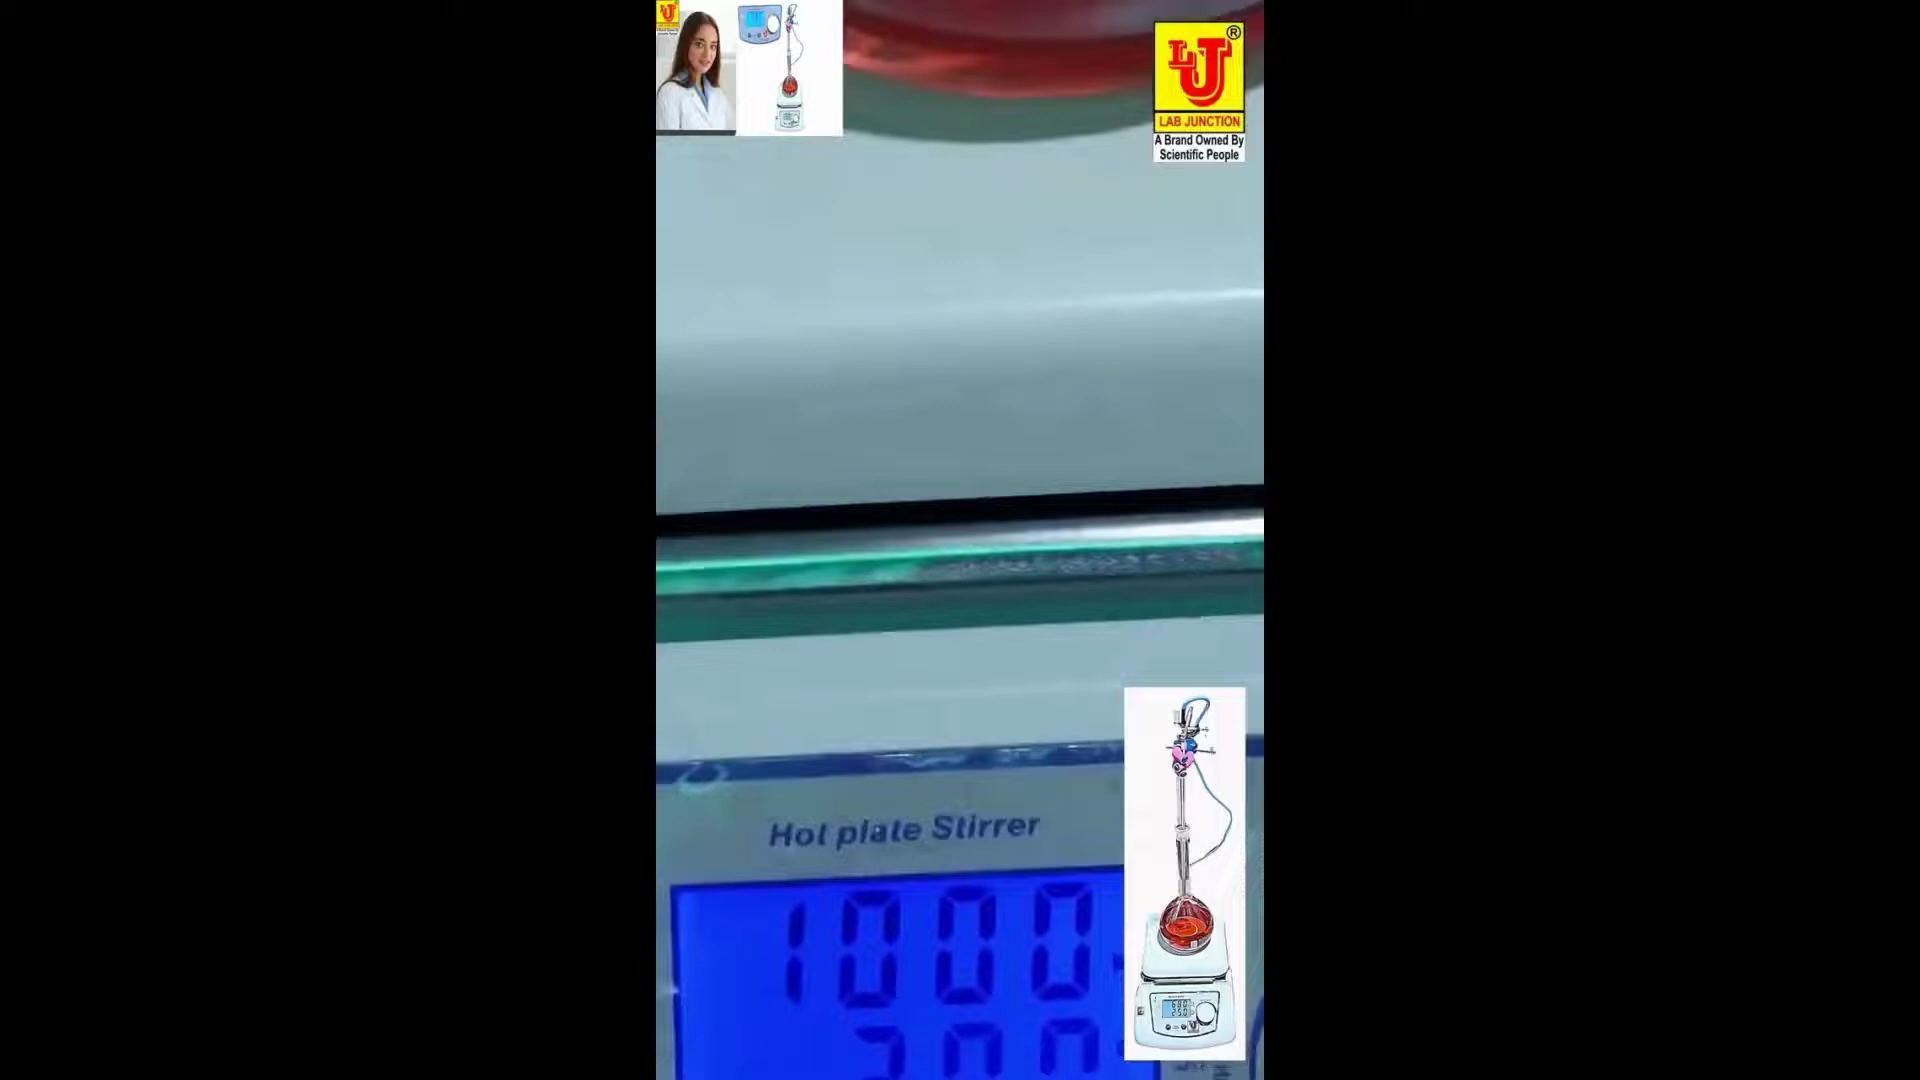 LJ
®
LAB JUNCTION
A Brand Owned By
Scientific People
Hot plate Stirrer
1000